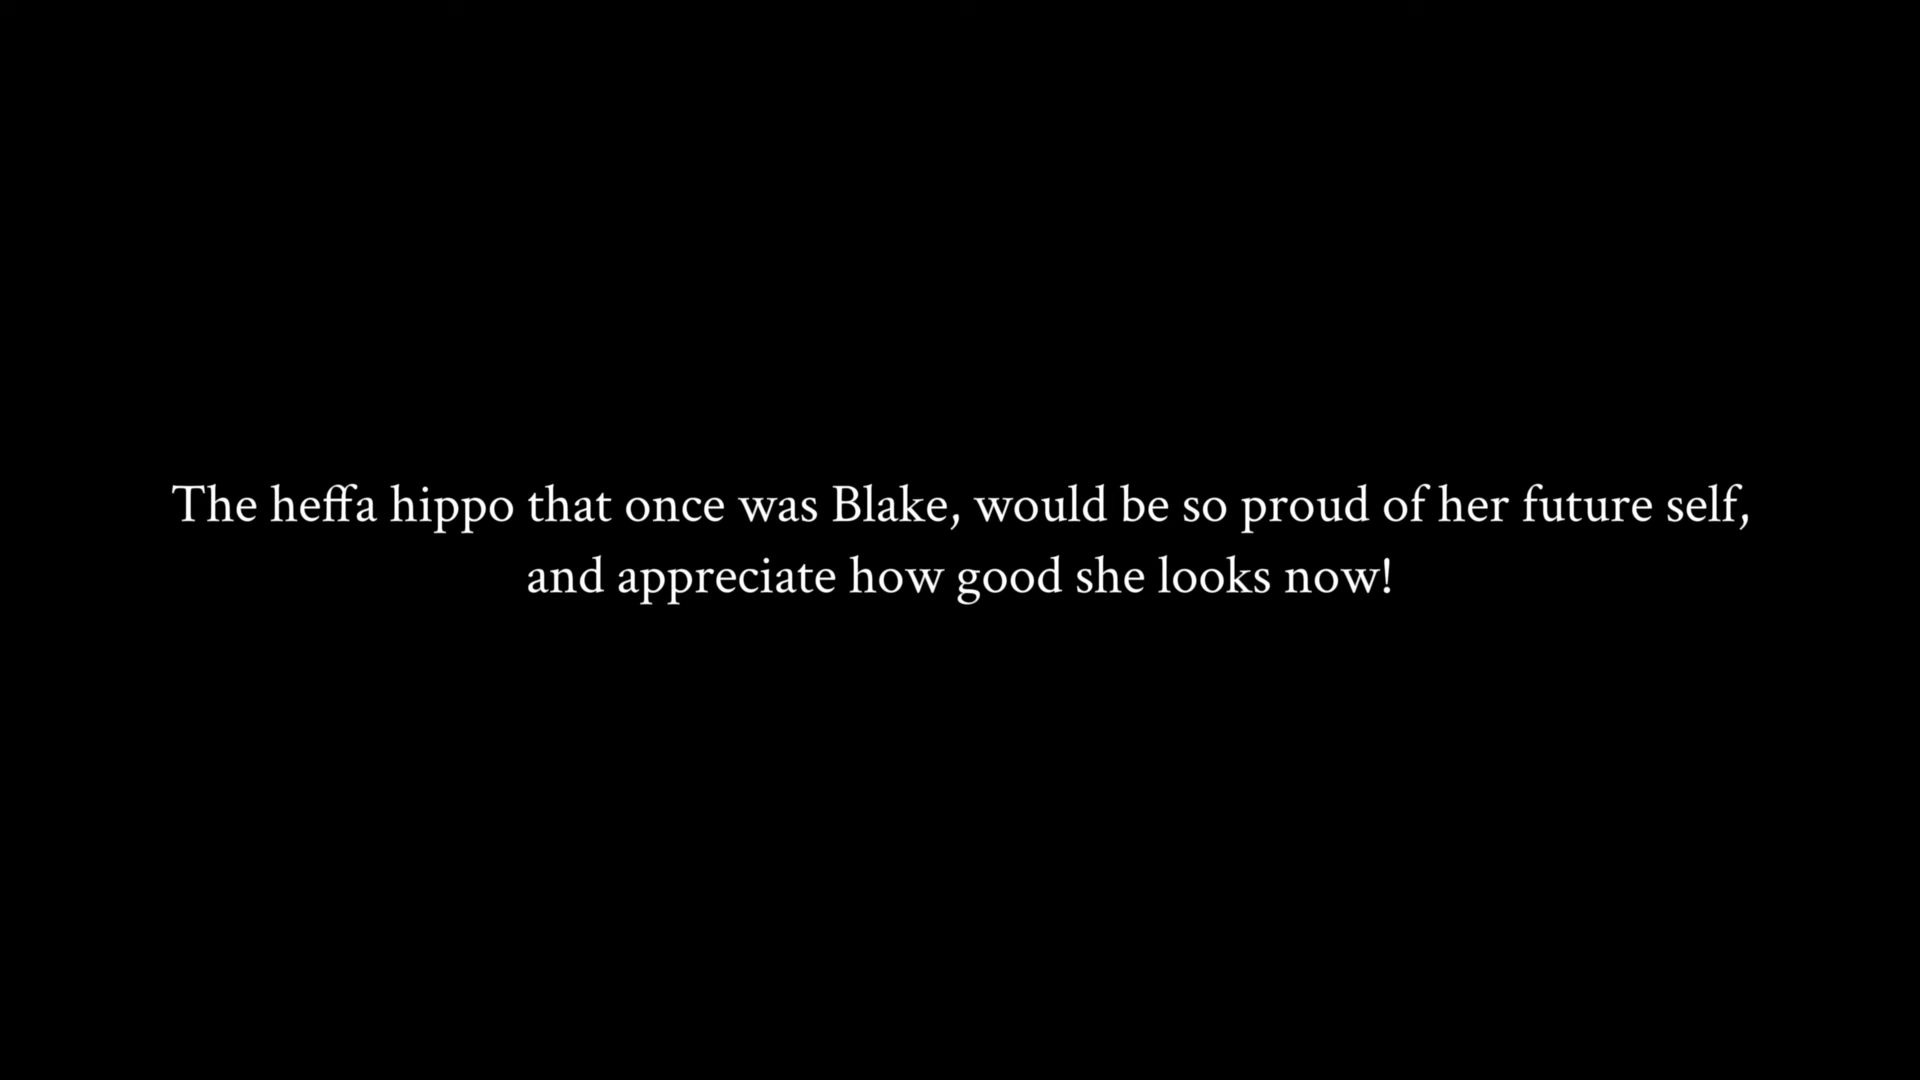 The heffa hippo that once was Blake, would be so proud of her future self,
and appreciate how good she looks now!